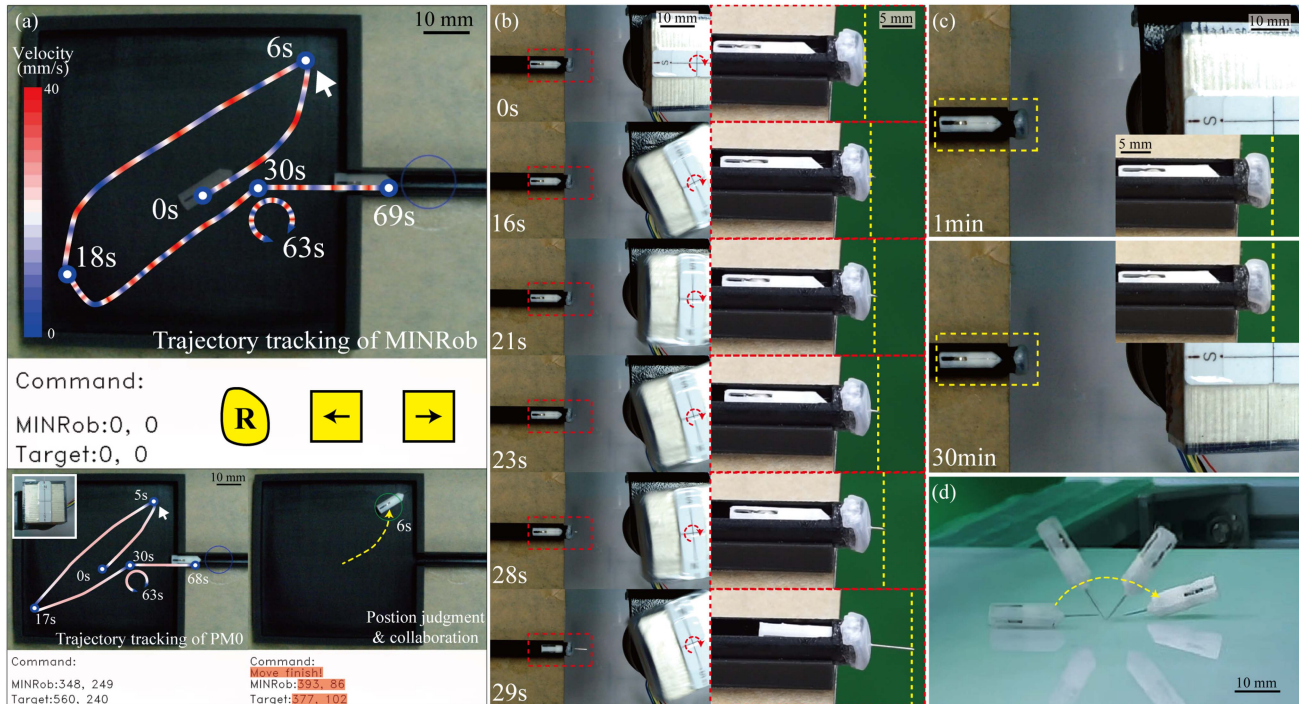 (a)
10 mm
Velocity
(mm/s)
40
0
6s
30s
0s
69s
63s
18s
Trajectory tracking of MINRob
Command:
MINRob:0, 0
Target:0, 0
R
← →
10 mm
5s
30s
0s
68s
63s
17s
Trajectory tracking of PM0
6s
Postion judgment
& collaboration
Command:
MINRob:348, 249
Target:560, 240
Command:
Move finish!
MINRob:393, 86
Target:377, 102
(b)
10 mm
5 mm
S
0s
16s
21s
23s
28s
29s
(c)
10 mm
S
5 mm
1min
S
30min
(d)
10 mm